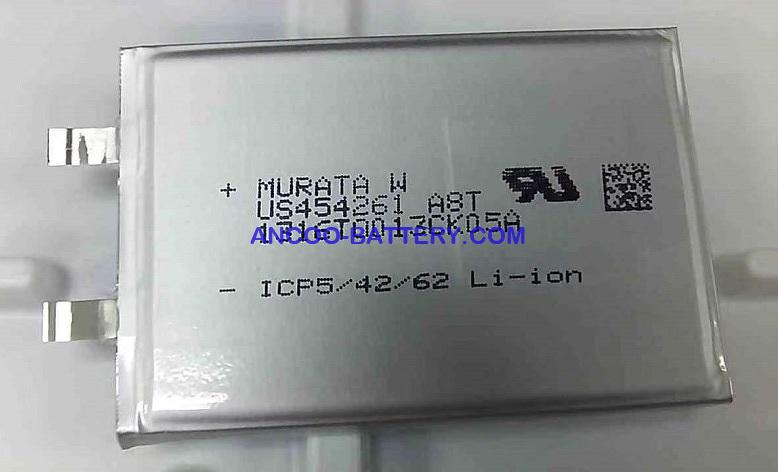 + MURATA W
US454261 A8T
ANCOO-BATTERY.COM
- ICP5/42/62 Li-ion